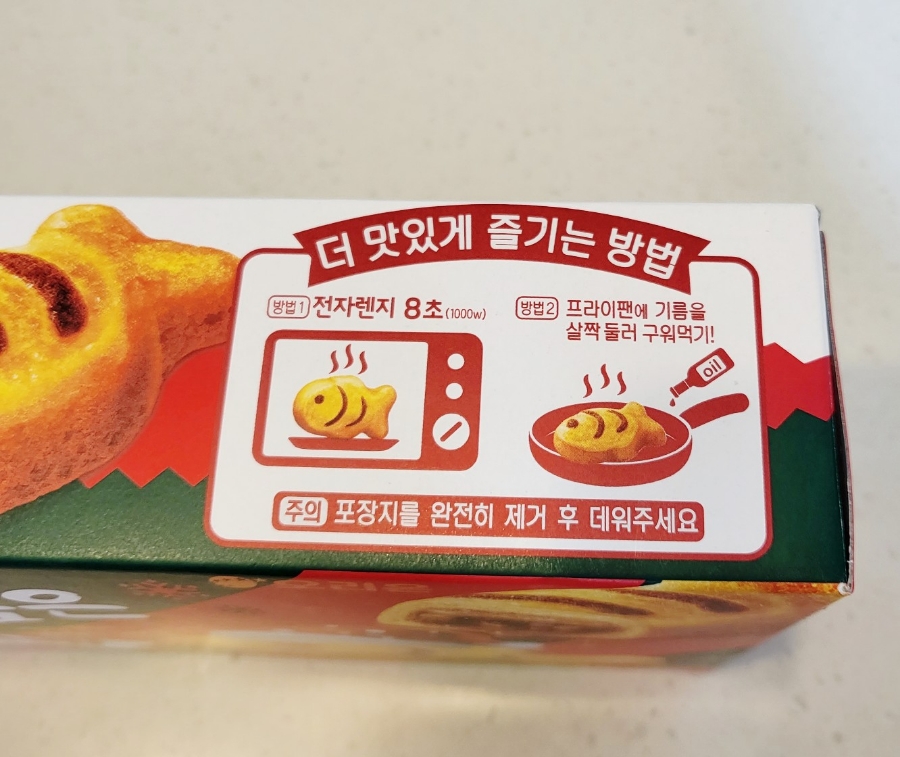 더 맛있게 즐기는 방법
방법1 전자렌지 8초 (1000w)
방법2 프라이팬에 기름을
살짝 둘러 구워먹기!
oil
주의 포장지를 완전히 제거 후 데워주세요